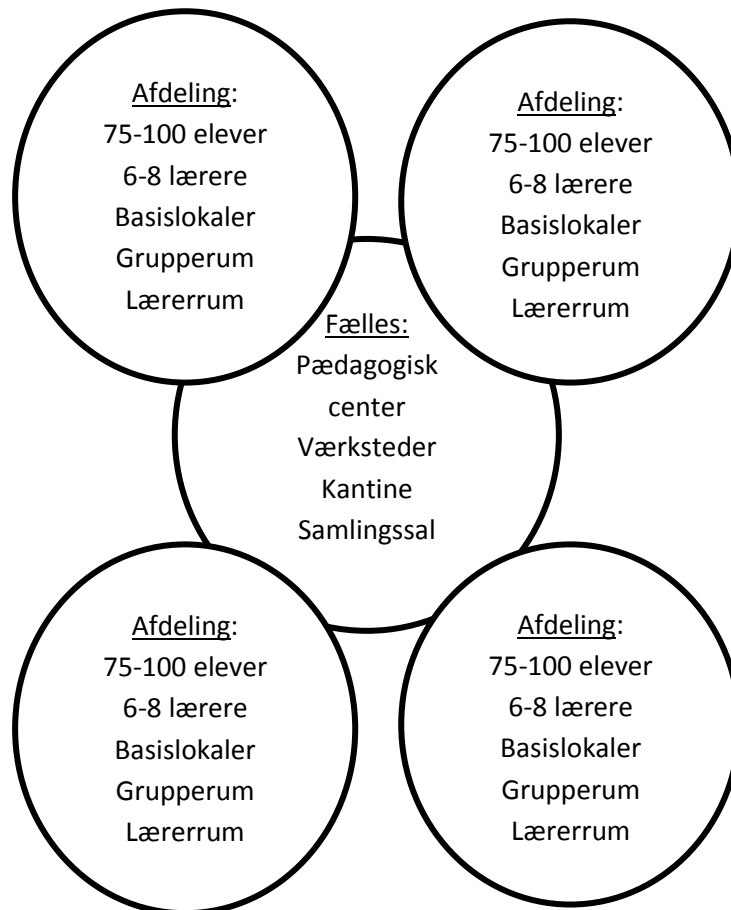 Afdeling:
75-100 elever
6-8 lærere
Basislokaler
Grupperum
Lærerrum
Afdeling:
75-100 elever
6-8 lærere
Basislokaler
Grupperum
Lærerrum
Fælles:
Pædagogisk
center
Værksteder
Kantine
Samlingssal
Afdeling:
75-100 elever
6-8 lærere
Basislokaler
Grupperum
Lærerrum
Afdeling:
75-100 elever
6-8 lærere
Basislokaler
Grupperum
Lærerrum